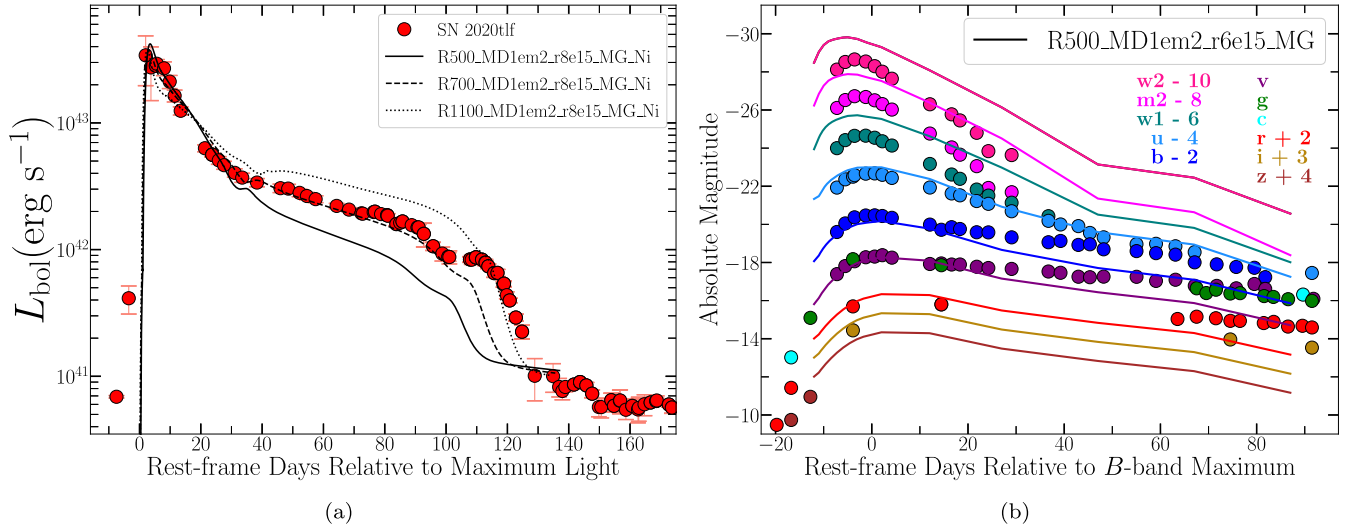 (a)
SN 2020tlf
R500_MD1em2_r8e15_MG_Ni
R700_MD1em2_r8e15_MG_Ni
R1100_MD1em2_r8e15_MG_Ni
10^13
10^12
10^11
L_bol(erg s^−1)
0 20 40 60 80 100 120 140 160
Rest-frame Days Relative to Maximum Light
(a)
(b)
R500_MD1em2_r6e15_MG
w2 - 10
m2 - 8
w1 - 6
u - 4
b - 2
v
g
c
r + 2
i + 3
z + 4
−30
−26
−22
−18
−14
−10
Absolute Magnitude
−20 0 20 40 60 80
Rest-frame Days Relative to B-band Maximum
(b)